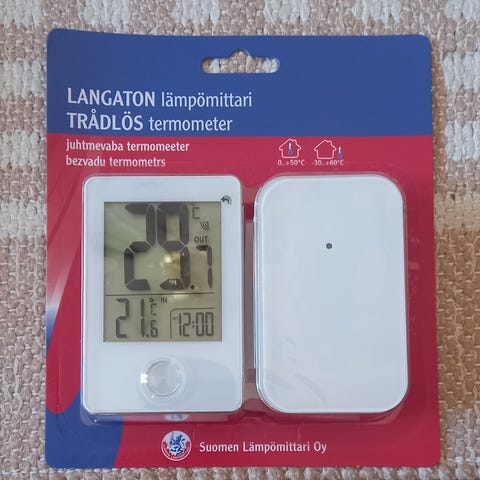 LANGATON lämpömittari
TRÅDLÖS termometer
juhtmevaba termomeeter
bezvadu termometrs
0..+50°C -30..+60°C
29.7 °C
OUT
21.6 °C IN
12:00
Suomen Lämpömittari Oy